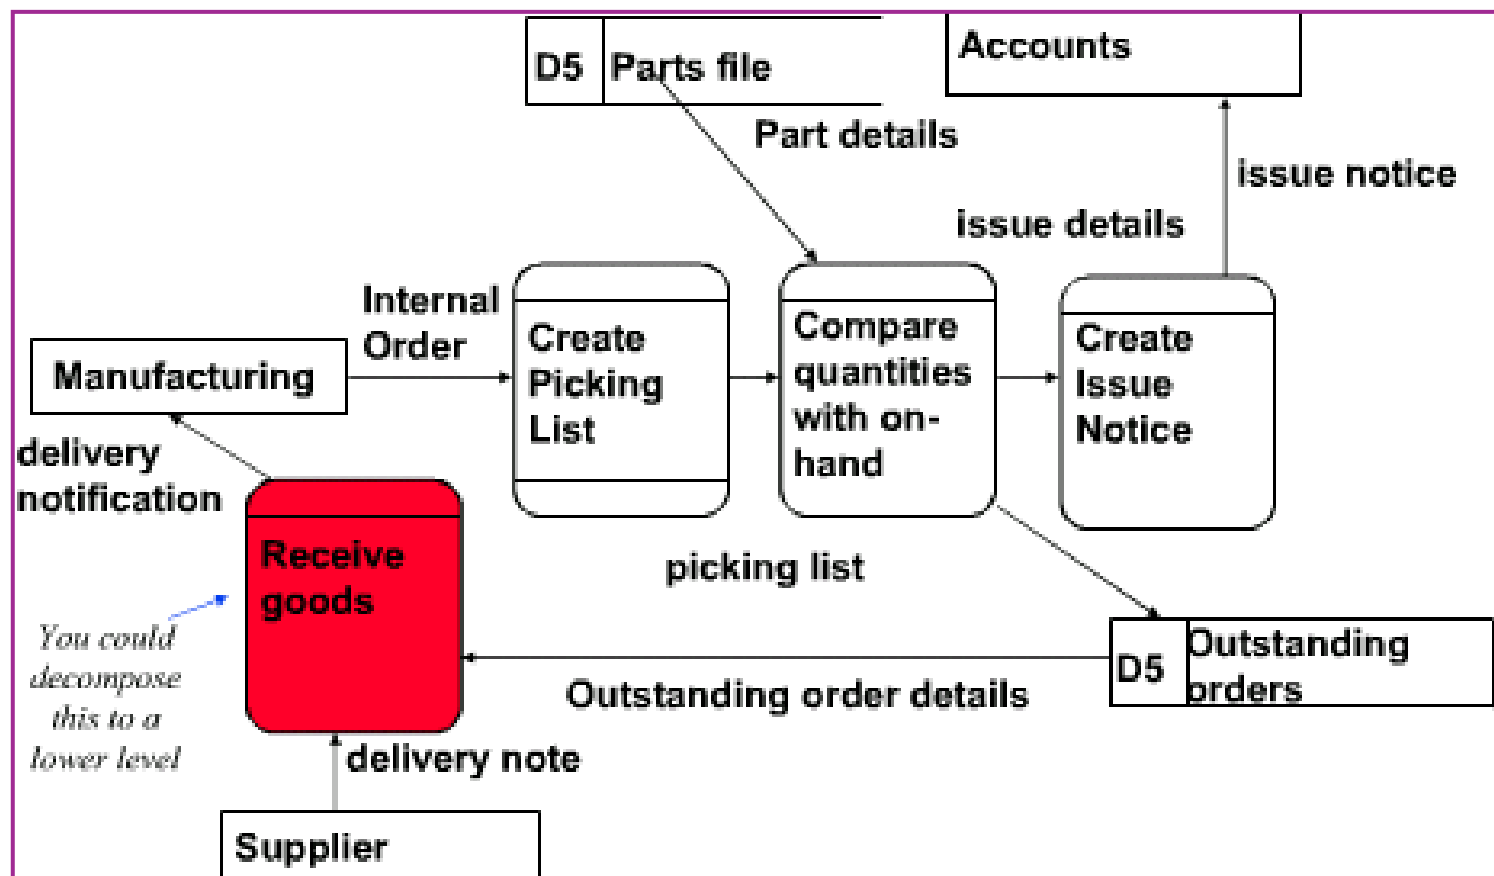 D5 Parts file
Accounts
Part details
issue notice
issue details
Internal
Order
Manufacturing
Create
Picking
List
Compare
quantities
with on-
hand
Create
Issue
Notice
delivery
notification
Receive
goods
picking list
You could
decompose
this to a
lower level
D5
Outstanding
orders
Outstanding order details
delivery note
Supplier